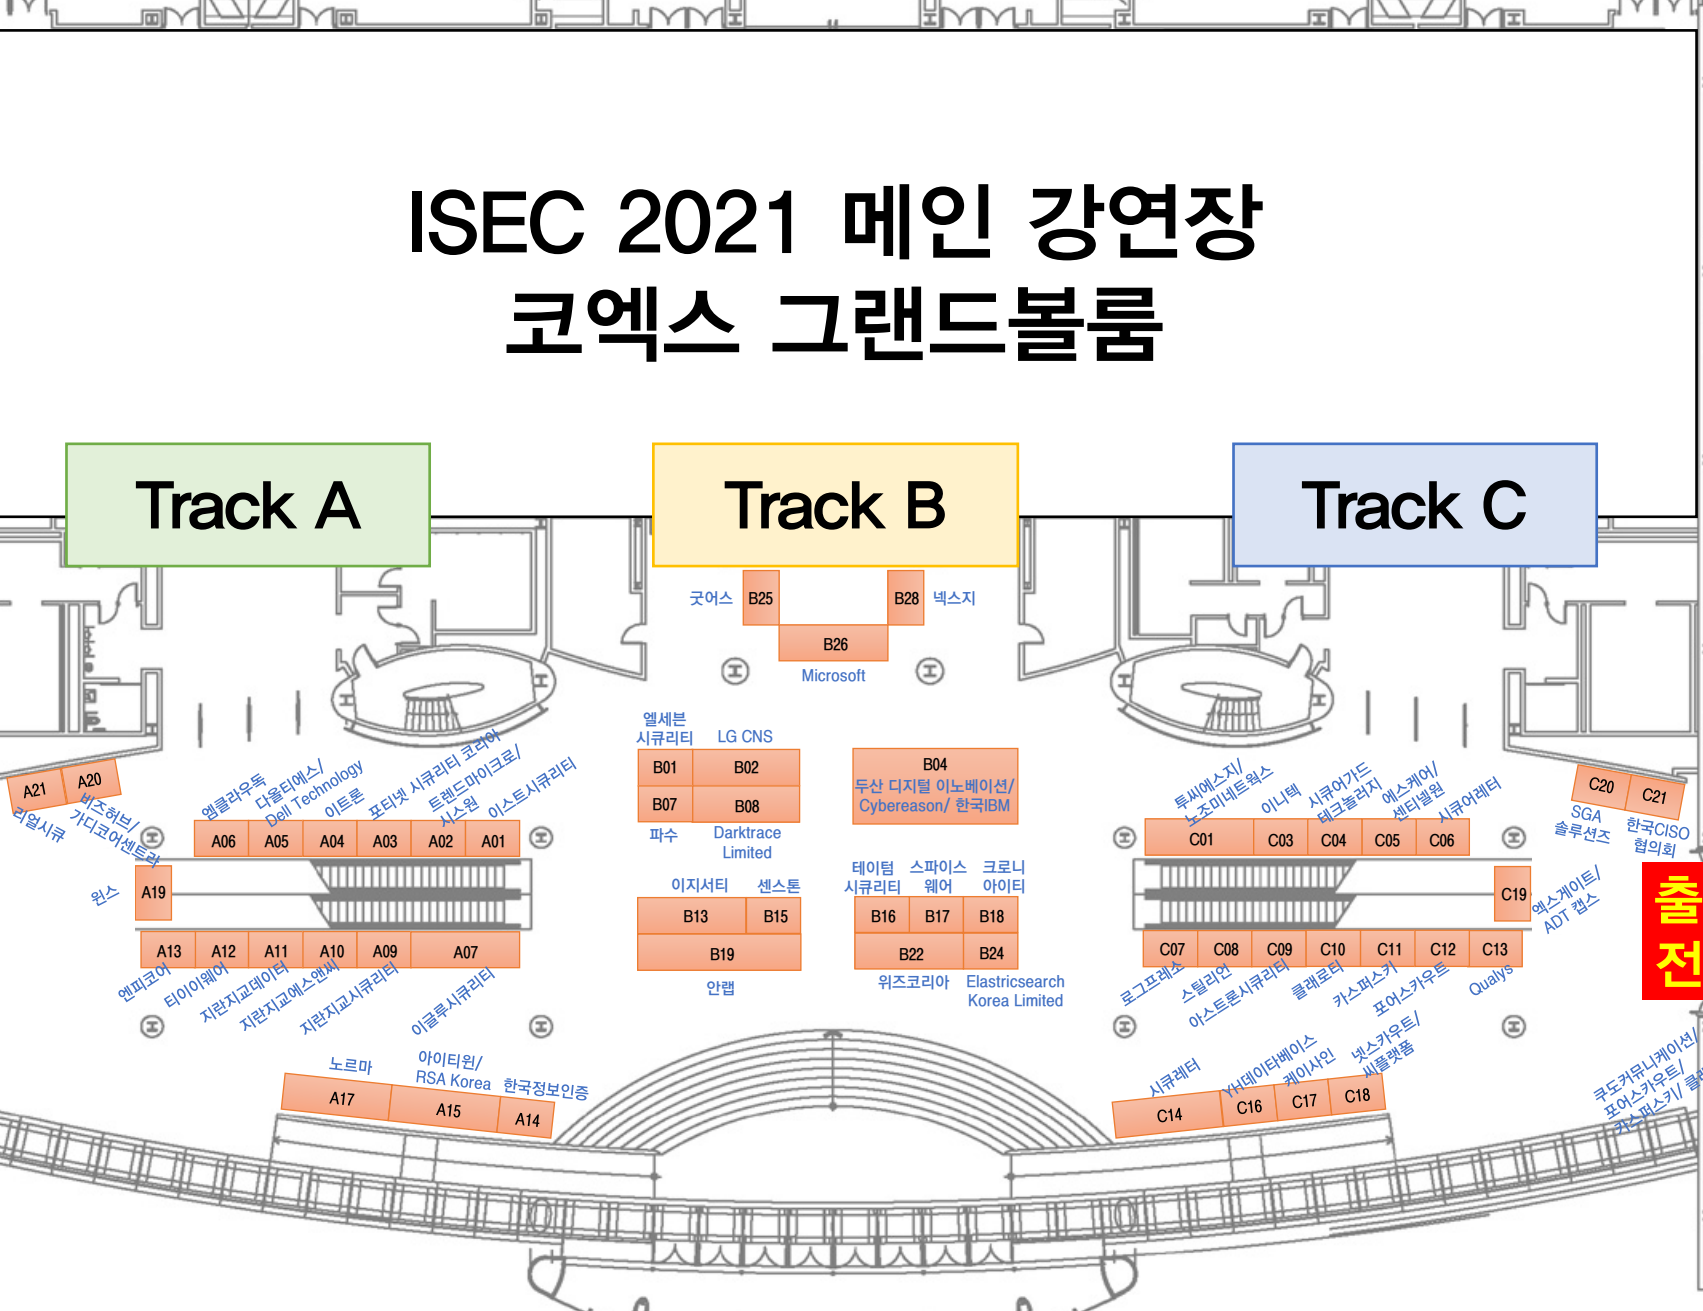 ISEC 2021 메인 강연장
코엑스 그랜드볼룸
Track A
Track B
Track C
굿어스
B25
B28
넥스지
B26
Microsoft
엘세븐
시큐리티
LG CNS
B01
B02
B07
B08
파수
Darktrace
Limited
B04
두산 디지털 이노베이션/
Cybereason/ 한국IBM
이지서티
센스톤
B13
B15
B19
안랩
테이텀
시큐리티
스파이스
웨어
크로니
아이티
B16
B17
B18
B22
B24
위즈코리아
Elastricsearch
Korea Limited
A21
A20
리얼시큐
비즈허브/
가디코어센트라
엠클라우독
다올티에스/
Dell Technology
이트론
포티넷 시큐리티 코리아
트렌드마이크로/
시스원
이스트시큐리티
A06
A05
A04
A03
A02
A01
윈스
A19
A13
A12
A11
A10
A09
A07
엔피코어
티이이웨어
지란지교데이터
지란지교에스앤씨
지란지교시큐리티
이글루시큐리티
노르마
아이티윈/
RSA Korea
한국정보인증
A17
A15
A14
투씨에스지/
노조미네트웍스
이니텍
시큐어가드
테크놀러지
에스케어/
센티넬원
시큐어레터
C01
C03
C04
C05
C06
C20
C21
SGA
솔루션즈
한국CISO
협의회
C19
엑스게이트/
ADT 캡스
출
전
C07
C08
C09
C10
C11
C12
C13
로그프레소
스틸리언
아스트론시큐리티
클래로티
카스퍼스키
포어스카우트
Qualys
시큐레터
YH데이타베이스
케이사인
넷스카우트/
씨플랫폼
C14
C16
C17
C18
쿠도커뮤니케이션/
포어스카우트/
카스퍼스키/